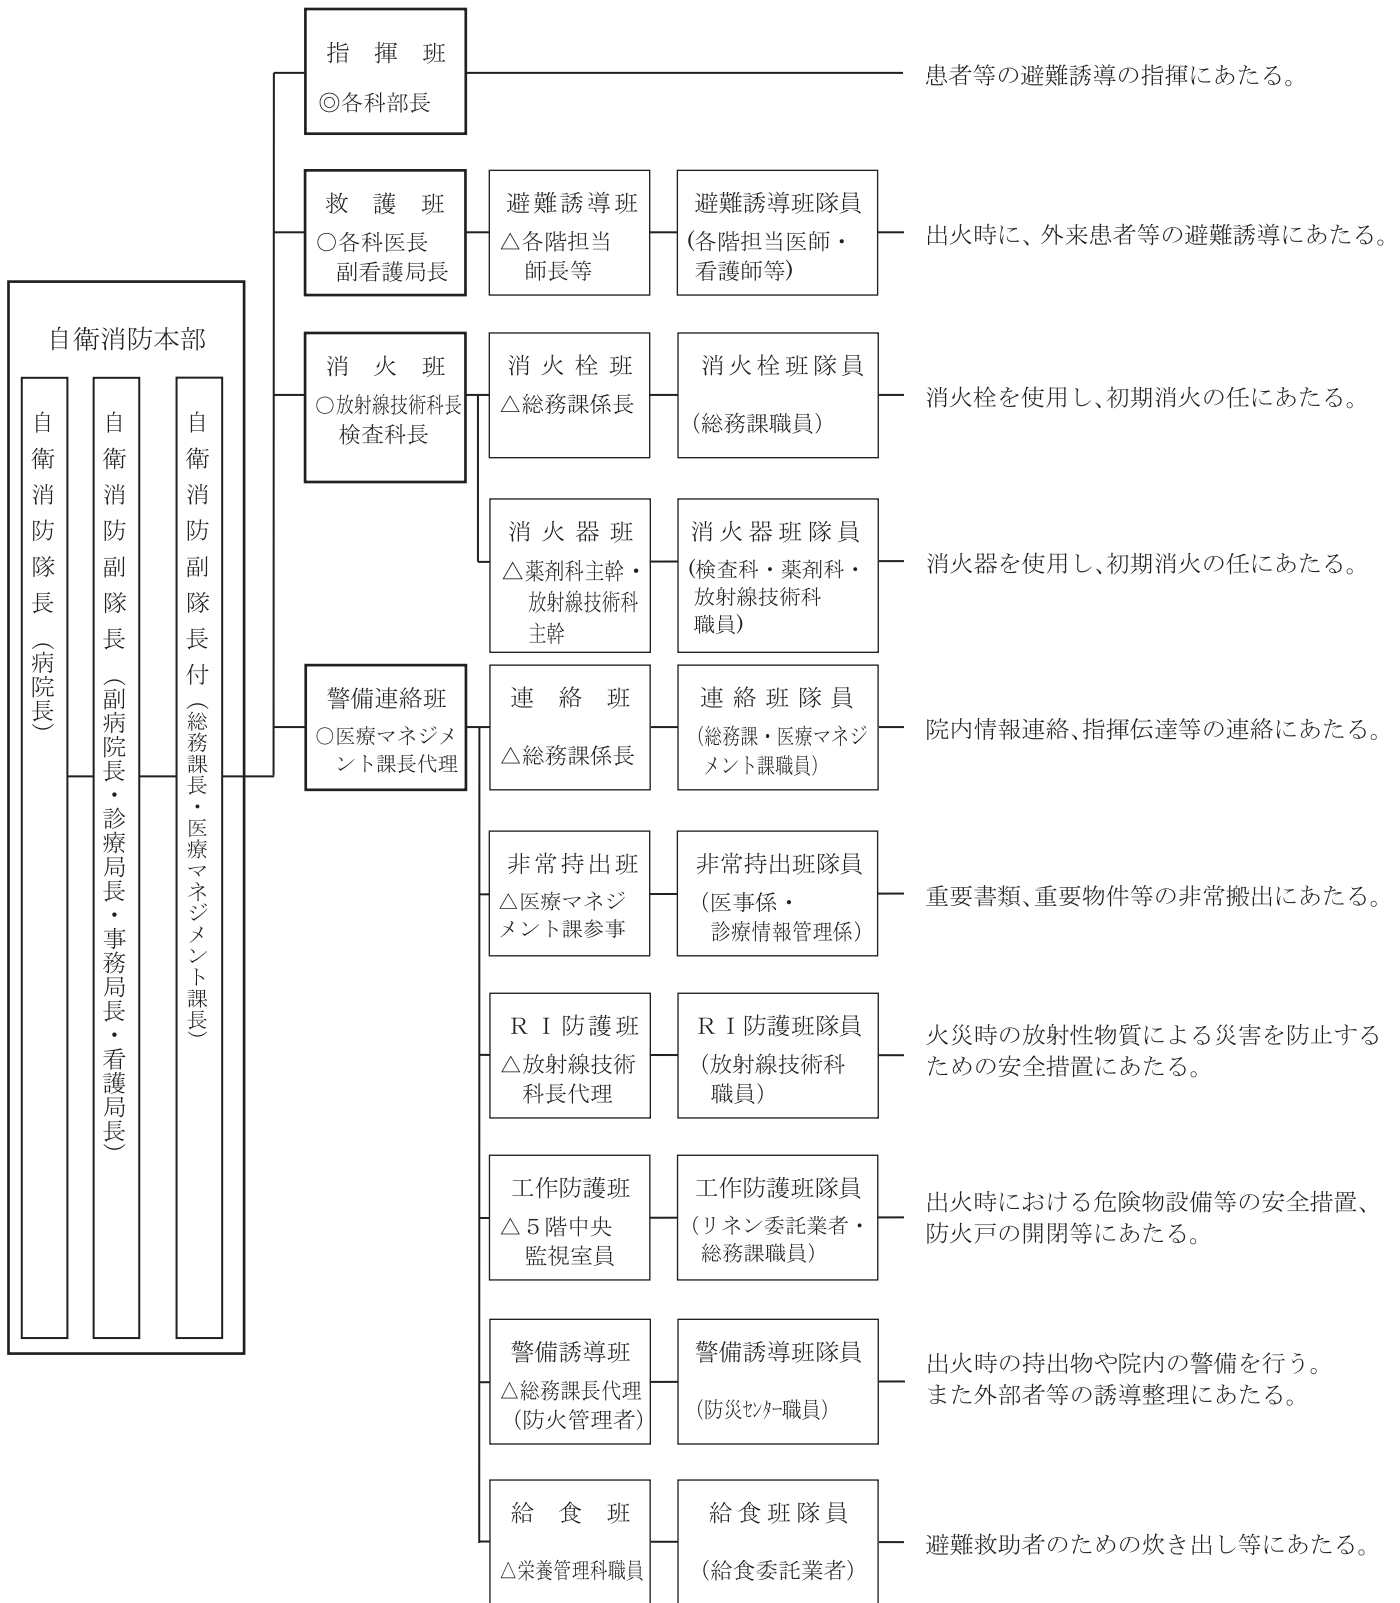 自衛消防本部
自衛消防隊長（病院長）
自衛消防副隊長（副病院長・診療局長・事務局長・看護局長）
自衛消防副隊長付（総務課長・医療マネジメント課長）
指揮班
◎各科部長
患者等の避難誘導の指揮にあたる。
救護班
○各科医長
副看護局長
避難誘導班
△各階担当
師長等
避難誘導班隊員
(各階担当医師・
看護師等)
出火時に、外来患者等の避難誘導にあたる。
消火班
○放射線技術科長
検査科長
消火栓班
△総務課係長
消火栓班隊員
（総務課職員）
消火栓を使用し、初期消火の任にあたる。
消火器班
△薬剤科主幹・
放射線技術科
主幹
消火器班隊員
(検査科・薬剤科・
放射線技術科
職員)
消火器を使用し、初期消火の任にあたる。
警備連絡班
○医療マネジメ
ント課長代理
連絡班
△総務課係長
連絡班隊員
（総務課・医療マネジ
メント課職員）
院内情報連絡、指揮伝達等の連絡にあたる。
非常持出班
△医療マネジ
メント課参事
非常持出班隊員
（医事係・
診療情報管理係）
重要書類、重要物件等の非常搬出にあたる。
ＲＩ防護班
△放射線技術
科長代理
ＲＩ防護班隊員
（放射線技術科
職員）
火災時の放射性物質による災害を防止する
ための安全措置にあたる。
工作防護班
△５階中央
監視室員
工作防護班隊員
（リネン委託業者・
総務課職員）
出火時における危険物設備等の安全措置、
防火戸の開閉等にあたる。
警備誘導班
△総務課長代理
（防火管理者）
警備誘導班隊員
（防災ｾﾝﾀｰ職員）
出火時の持出物や院内の警備を行う。
また外部者等の誘導整理にあたる。
給食班
△栄養管理科職員
給食班隊員
（給食委託業者）
避難救助者のための炊き出し等にあたる。